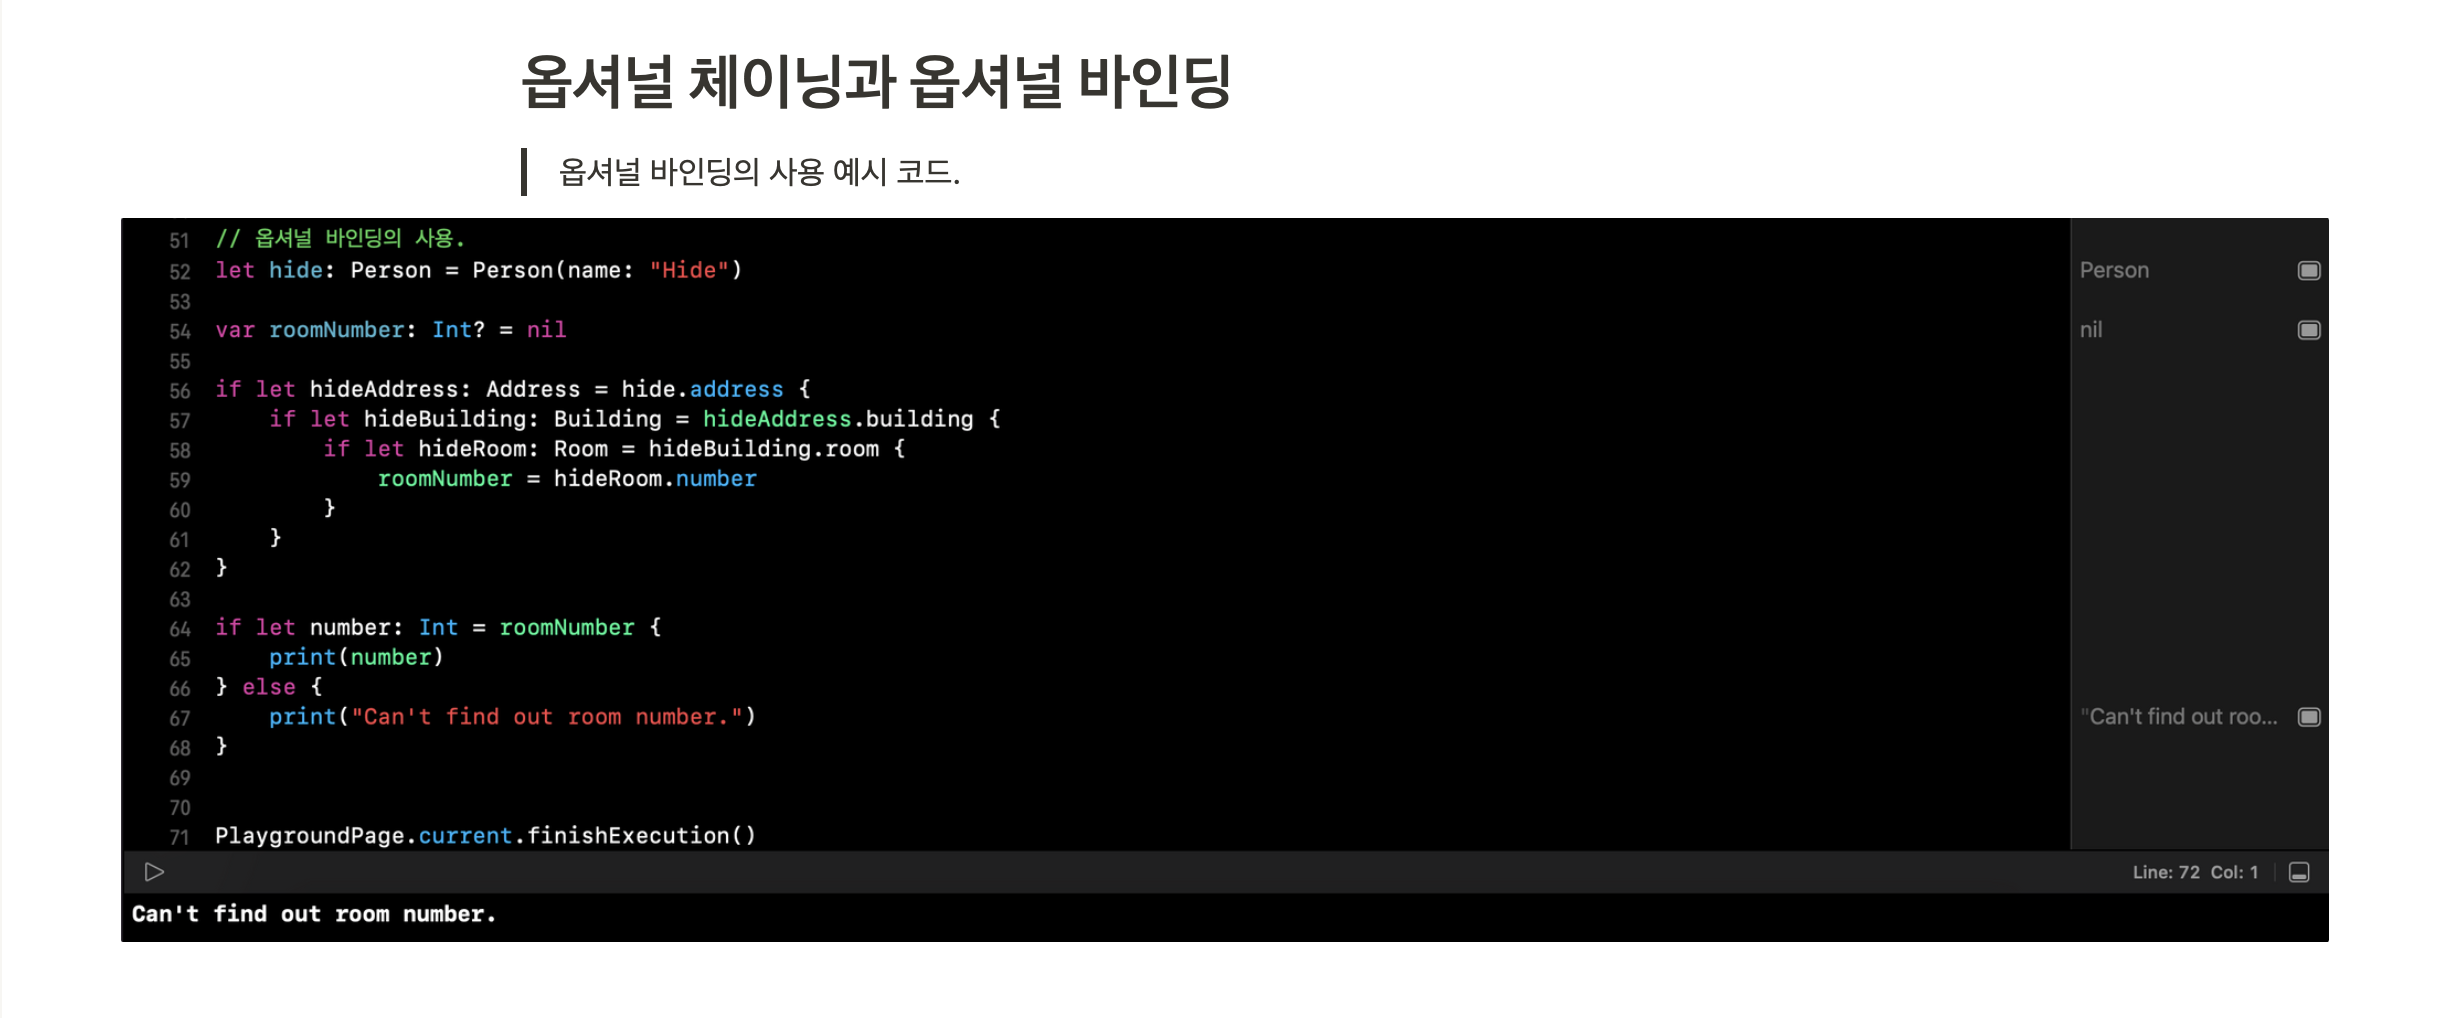 옵셔널 체이닝과 옵셔널 바인딩
옵셔널 바인딩의 사용 예시 코드.
51 // 옵셔널 바인딩의 사용.
52 let hide: Person = Person(name: "Hide") Person
53
54 var roomNumber: Int? = nil nil
55
56 if let hideAddress: Address = hide.address {
57     if let hideBuilding: Building = hideAddress.building {
58         if let hideRoom: Room = hideBuilding.room {
59             roomNumber = hideRoom.number
60         }
61     }
62 }
63
64 if let number: Int = roomNumber {
65     print(number)
66 } else {
67     print("Can't find out room number.") "Can't find out roo...
68 }
69
70
71 PlaygroundPage.current.finishExecution()
Line: 72 Col: 1
Can't find out room number.